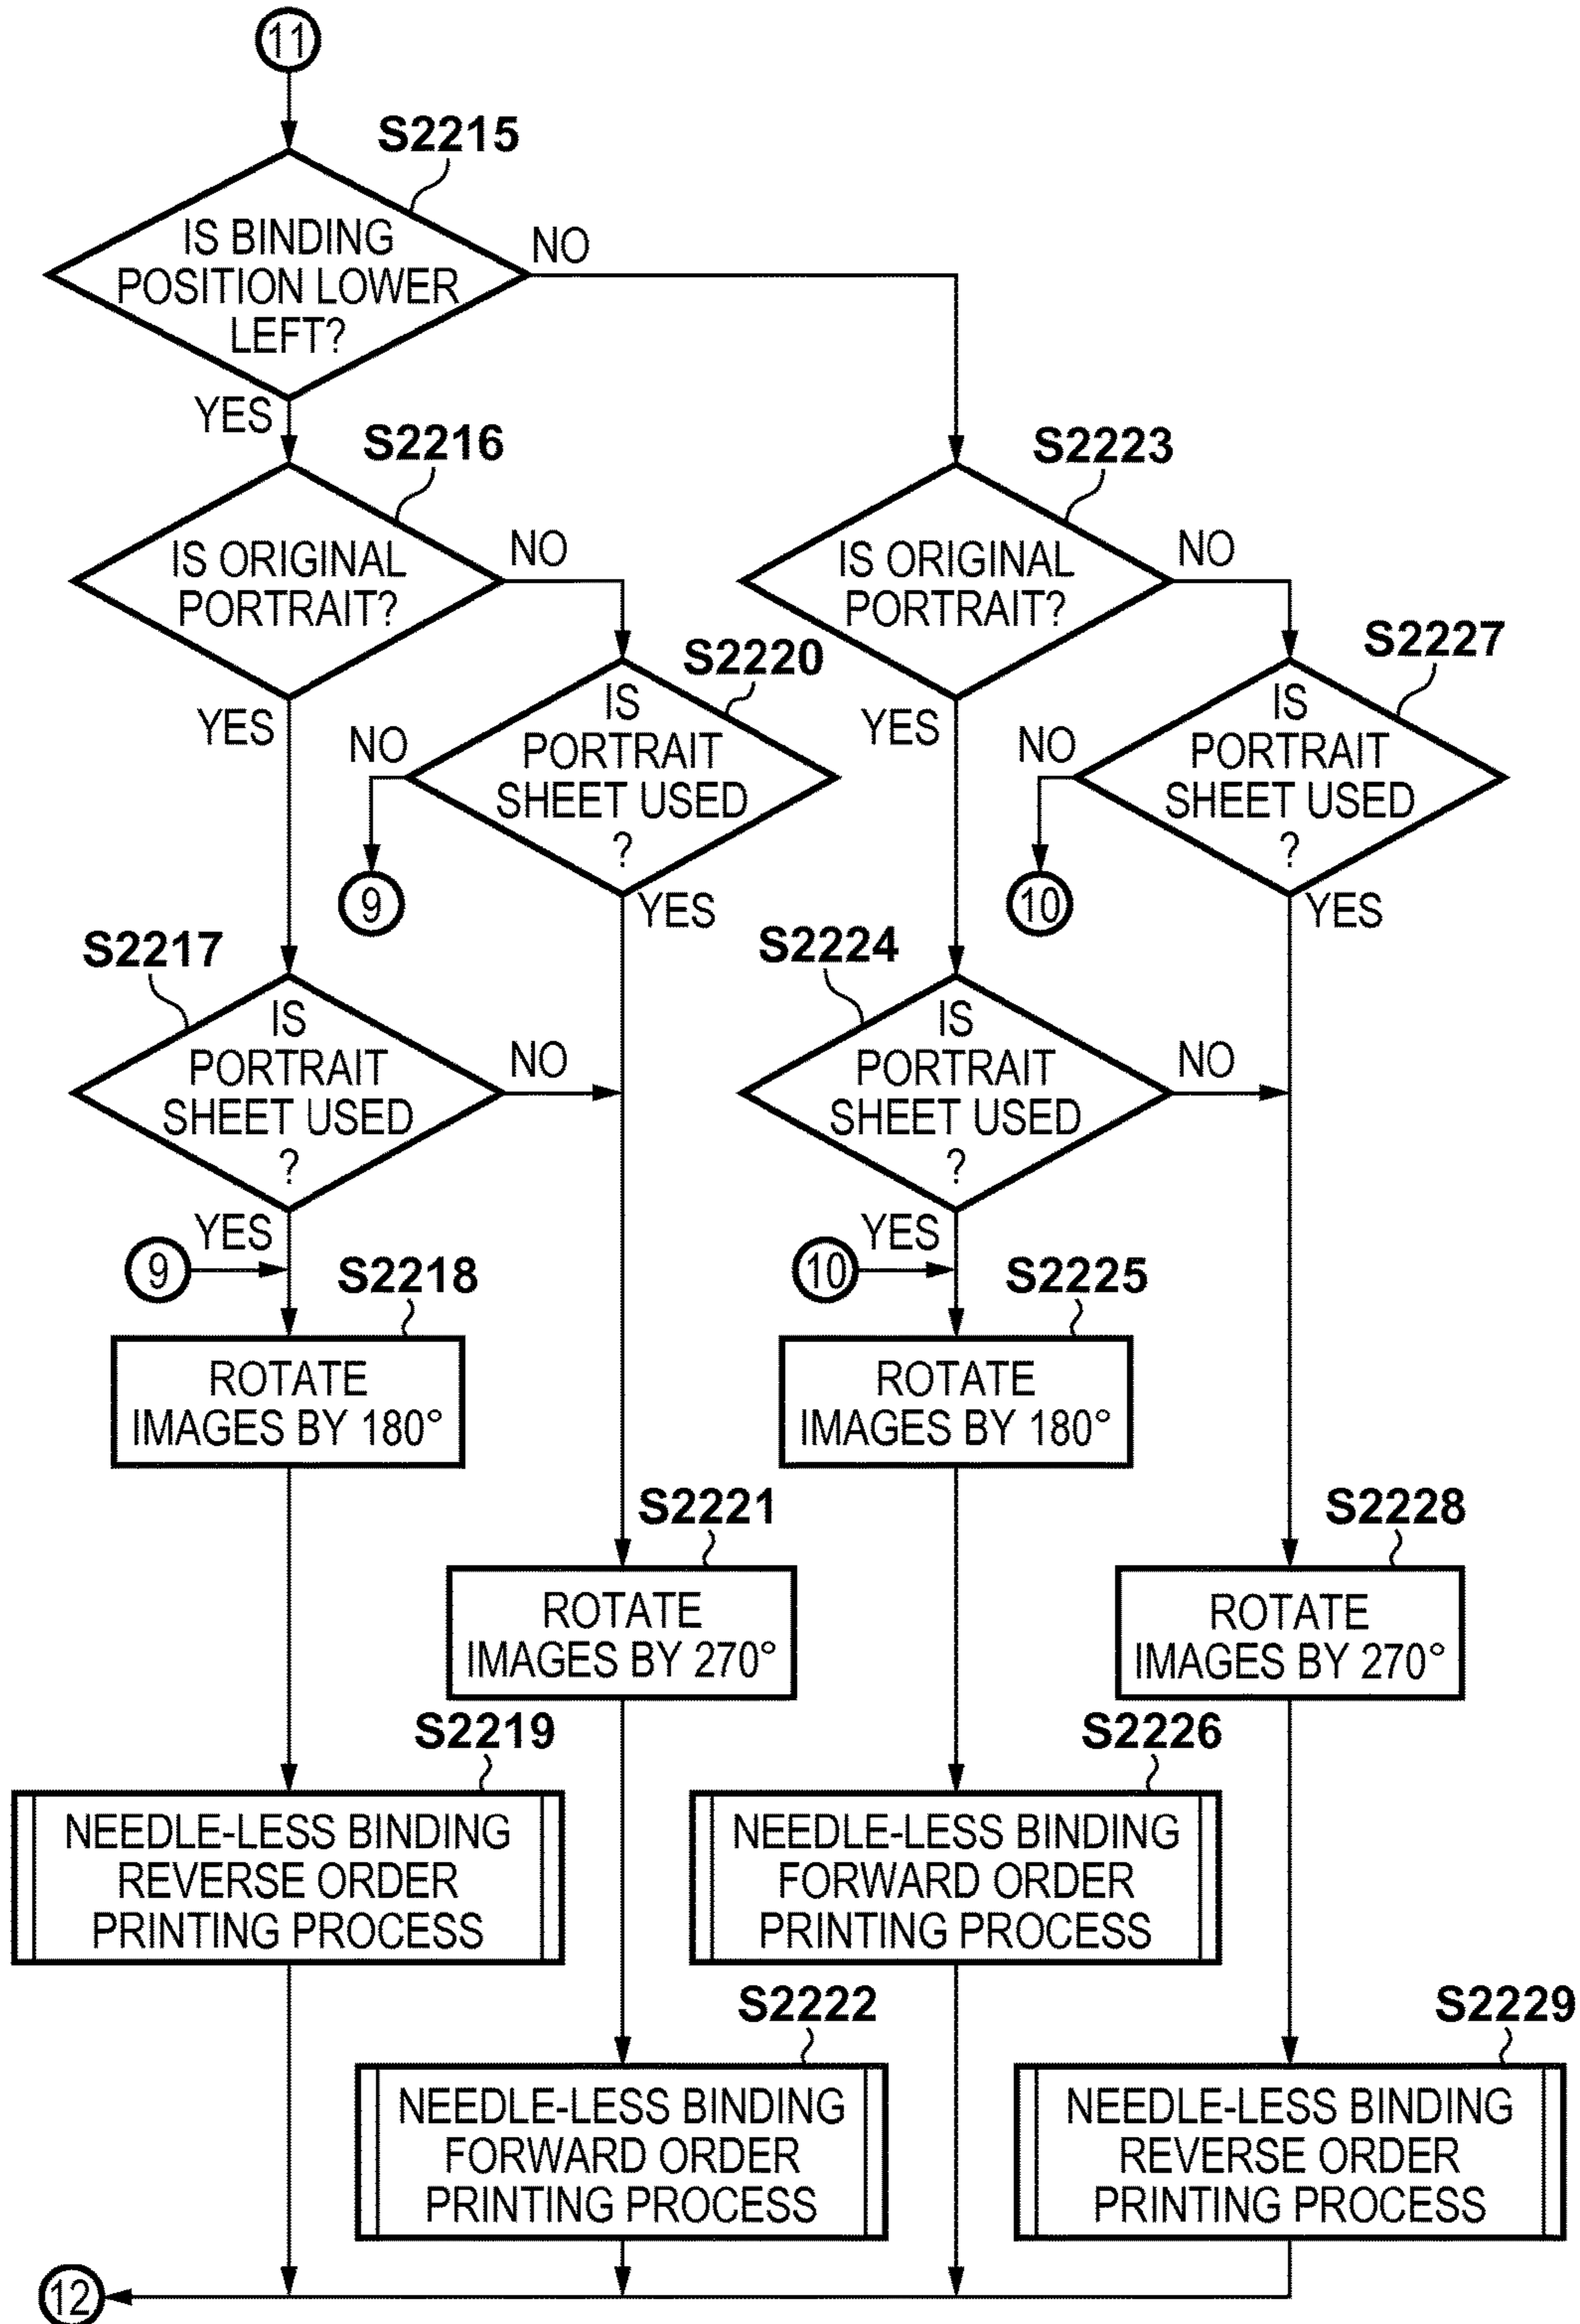 11
S2215
IS BINDING
POSITION LOWER
LEFT?
NO
YES
S2216
IS ORIGINAL
PORTRAIT?
NO
YES
S2223
IS ORIGINAL
PORTRAIT?
NO
YES
S2220
IS
PORTRAIT
SHEET USED
?
NO
9
YES
S2227
IS
PORTRAIT
SHEET USED
?
NO
10
YES
S2217
IS
PORTRAIT
SHEET USED
?
NO
YES
9
S2224
IS
PORTRAIT
SHEET USED
?
NO
YES
10
S2218
ROTATE
IMAGES BY 180°
S2225
ROTATE
IMAGES BY 180°
S2221
ROTATE
IMAGES BY 270°
S2228
ROTATE
IMAGES BY 270°
S2219
NEEDLE-LESS BINDING
REVERSE ORDER
PRINTING PROCESS
S2226
NEEDLE-LESS BINDING
FORWARD ORDER
PRINTING PROCESS
S2222
NEEDLE-LESS BINDING
FORWARD ORDER
PRINTING PROCESS
S2229
NEEDLE-LESS BINDING
REVERSE ORDER
PRINTING PROCESS
12